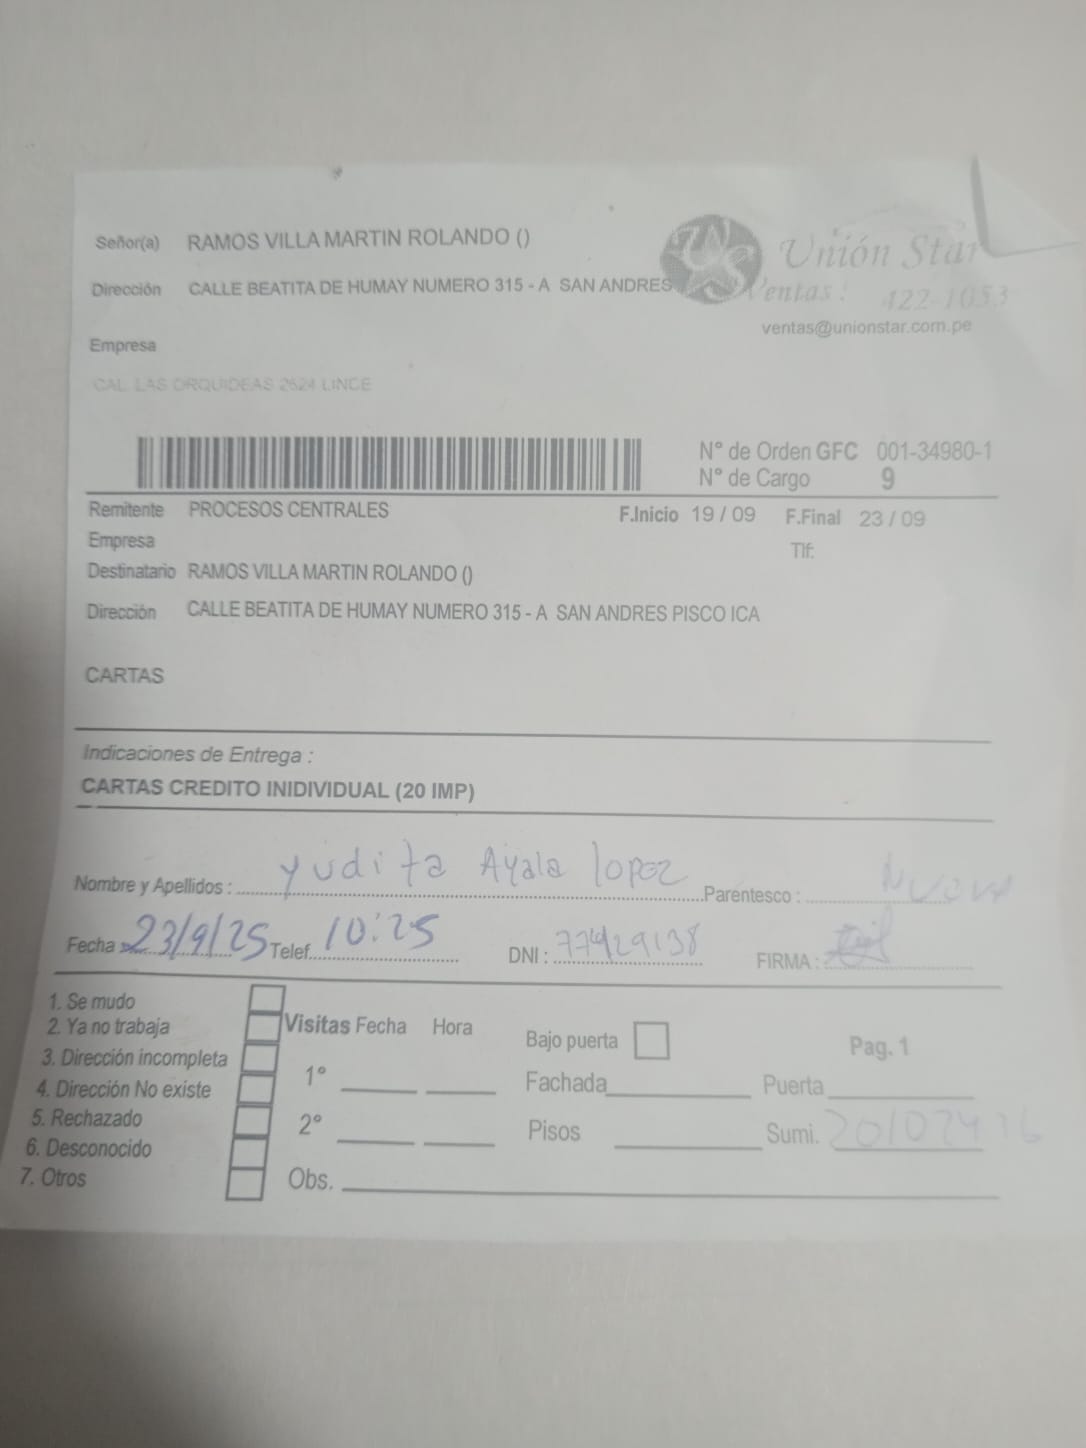 Señor(a) RAMOS VILLA MARTIN ROLANDO ()
Unión Star
Dirección CALLE BEATITA DE HUMAY NUMERO 315 - A SAN ANDRES
Ventas: 422-1053
ventas@unionstar.com.pe
Empresa
CAL. LAS ORQUIDEAS 2624 LINCE
N° de Orden GFC 001-34980-1
N° de Cargo 9
Remitente PROCESOS CENTRALES F.Inicio 19 / 09 F.Final 23 / 09
Empresa Tlf:
Destinatario RAMOS VILLA MARTIN ROLANDO ()
Dirección CALLE BEATITA DE HUMAY NUMERO 315 - A SAN ANDRES PISCO ICA
CARTAS
Indicaciones de Entrega :
CARTAS CREDITO INIDIVIDUAL (20 IMP)
Nombre y Apellidos : yudita Ayala lopez Parentesco : Nuera
Fecha : 23/9/25 Telef. 10:25 DNI : FIRMA :
1. Se mudo
2. Ya no trabaja Visitas Fecha Hora Bajo puerta Pag. 1
3. Dirección incompleta 1° Fachada Puerta
4. Dirección No existe
5. Rechazado 2° Pisos Sumi.
6. Desconocido
7. Otros Obs.